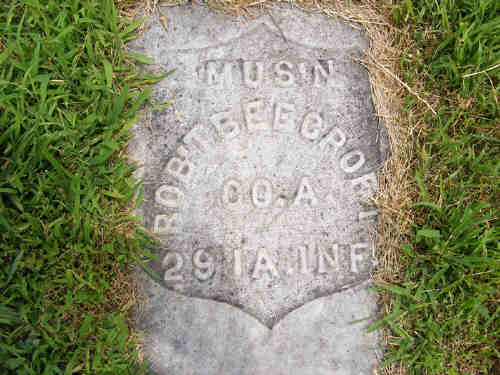 MUS'N
ROB'T BEECROFT
CO. A.
29 IA. INF.